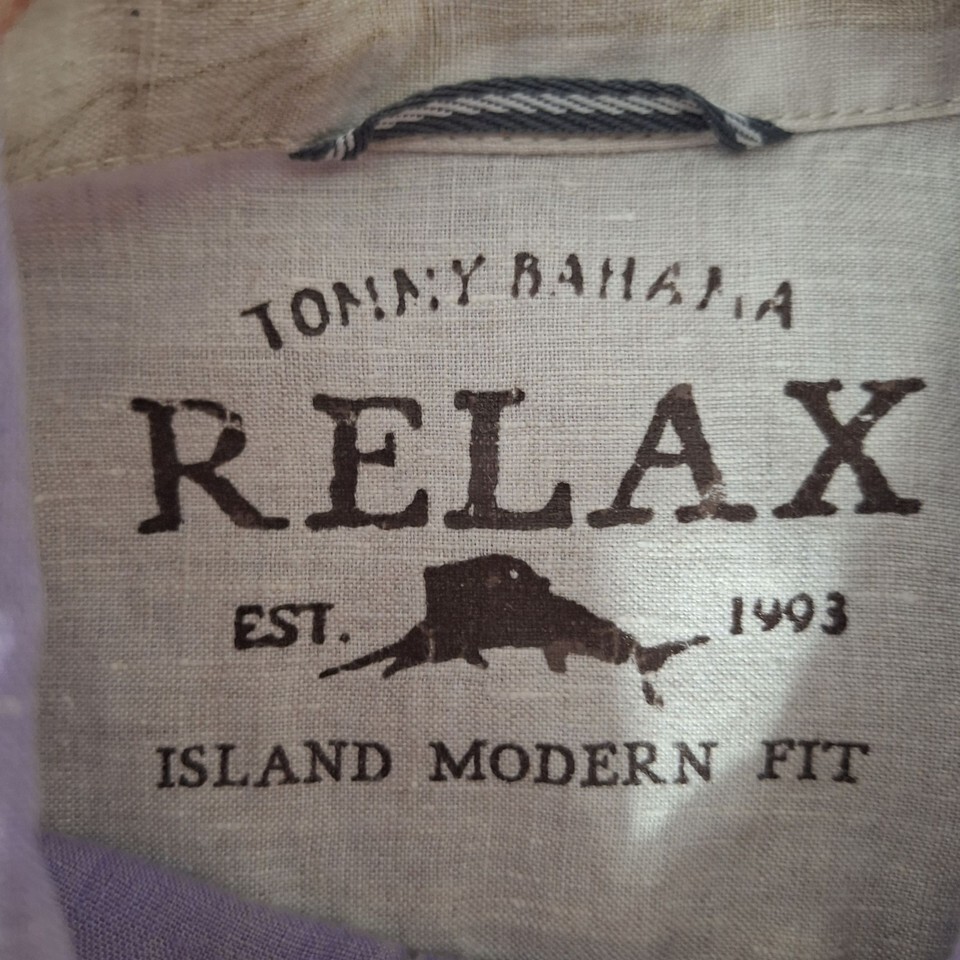 TOMMY BAHAMA
RELAX
EST. 1993
ISLAND MODERN FIT